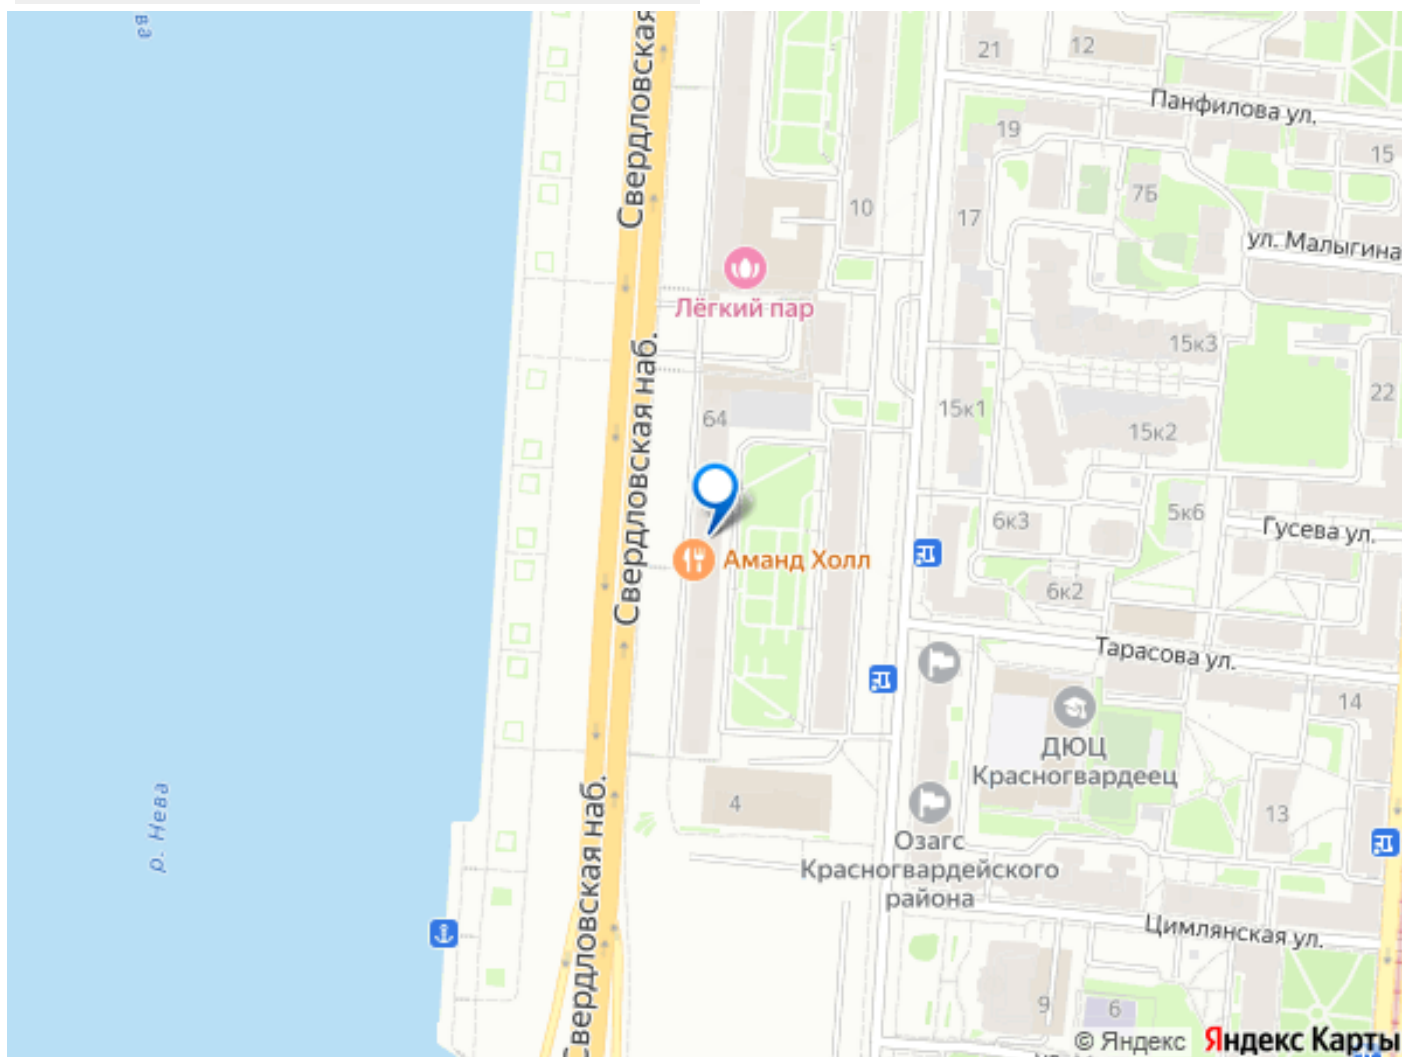 Свердловская
21
12
Панфилова ул.
19
15
7Б
10
17
ул. Малыгина
Лёгкий пар
Свердловская наб.
15к3
22
64
15к1
15к2
6к3
5к6
Гусева ул.
Аманд Холл
6к2
Тарасова ул.
14
ДЮЦ
Красногвардеец
р. Нева
Свердловская наб.
4
13
Озагс
Красногвардейского
района
Цимлянская ул.
9
6
© Яндекс Яндекс Карты